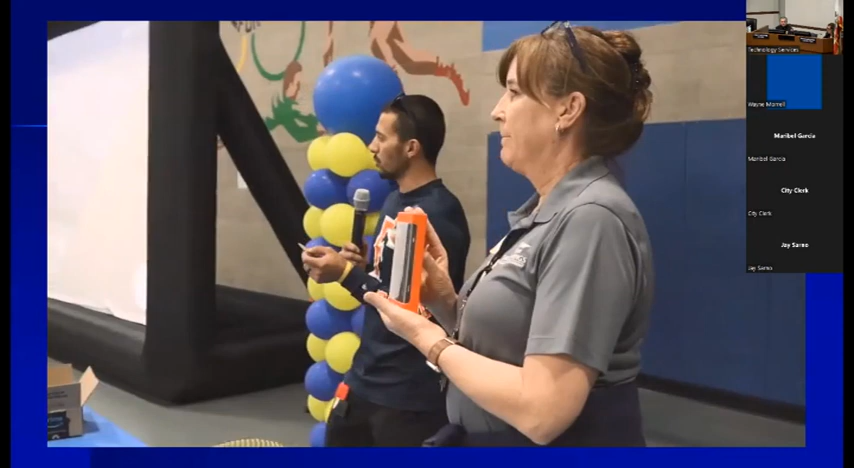 Technology Services
Wayne Morrell
Maribel Garcia
Maribel Garcia
City Clerk
City Clerk
Jay Sarno
Jay Sarno